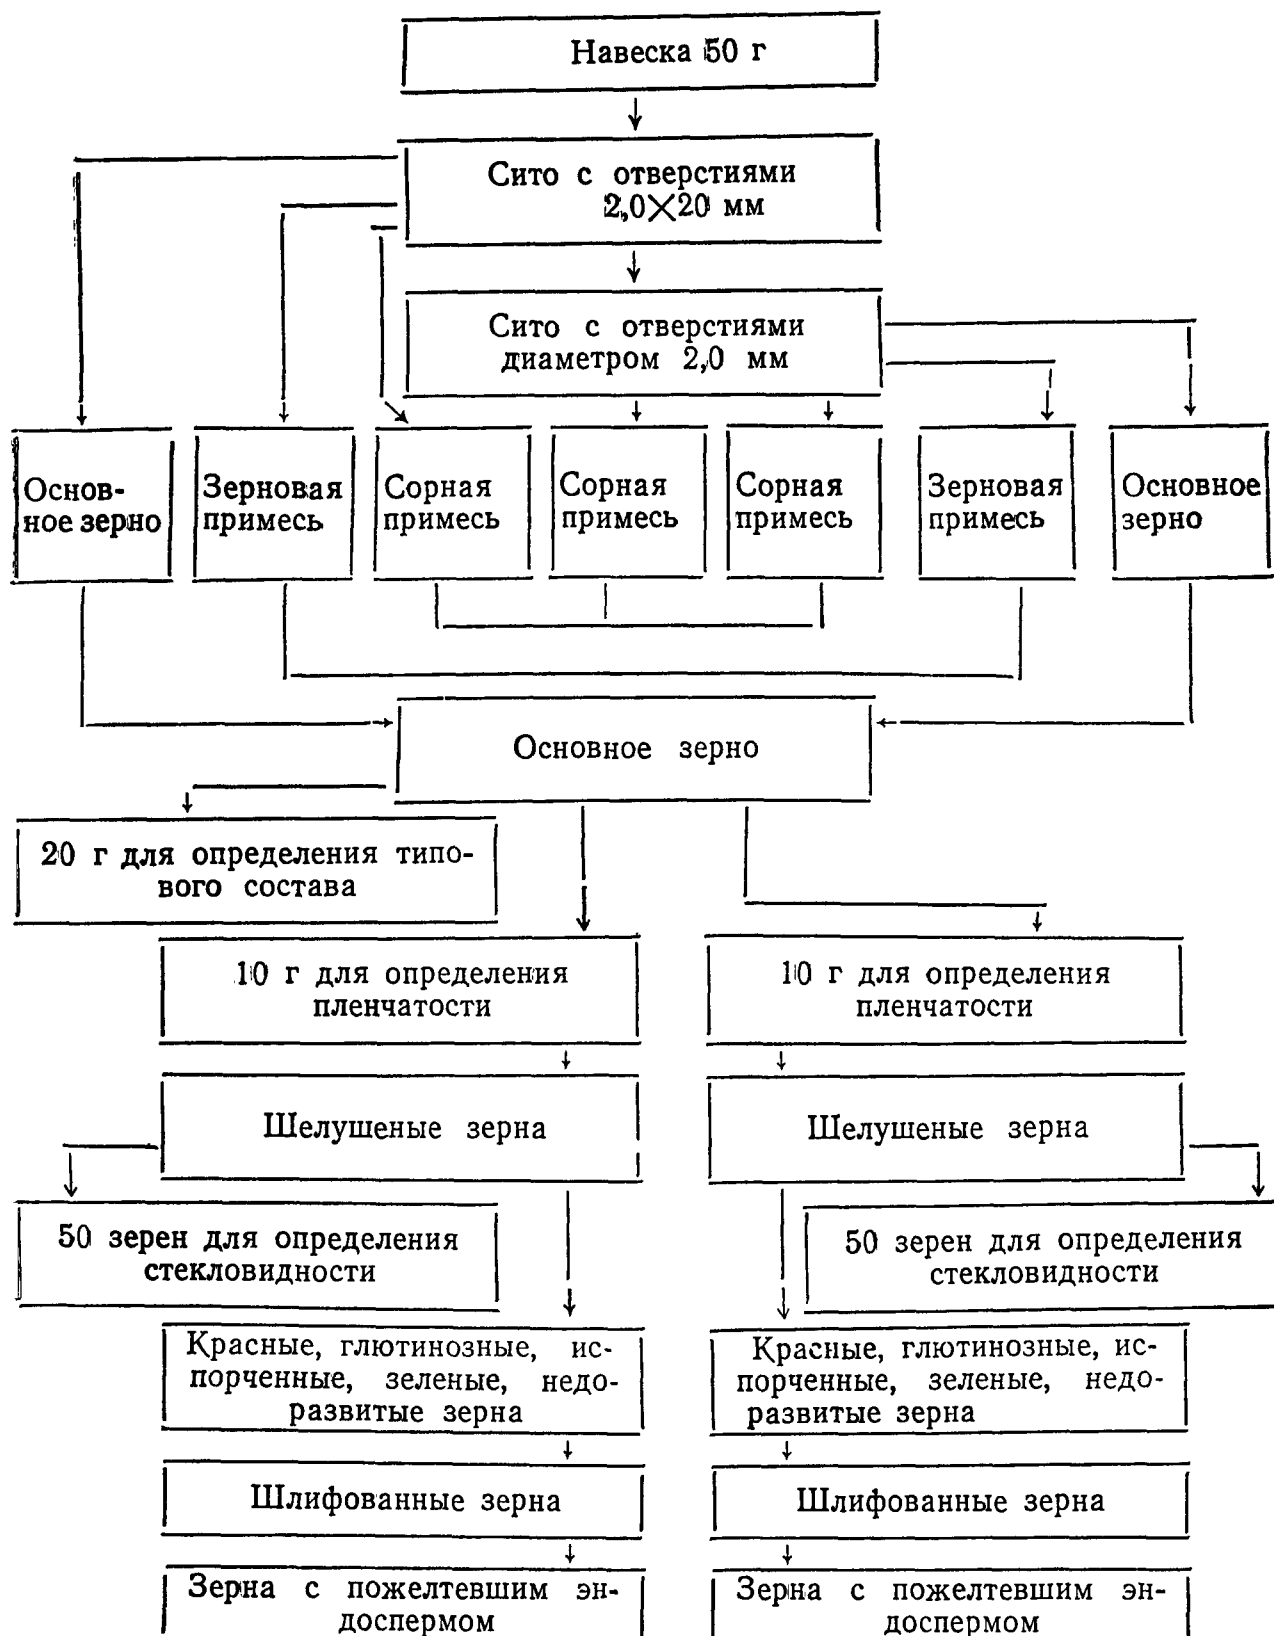 Навеска 50 г
Сито с отверстиями
2,0×20 мм
Сито с отверстиями
диаметром 2,0 мм
Основ-
ное зерно
Зерновая
примесь
Сорная
примесь
Сорная
примесь
Сорная
примесь
Зерновая
примесь
Основное
зерно
Основное зерно
20 г для определения типо-
вого состава
10 г для определения
пленчатости
10 г для определения
пленчатости
Шелушеные зерна
Шелушеные зерна
50 зерен для определения
стекловидности
50 зерен для определения
стекловидности
Красные, глютинозные, ис-
порченные, зеленые, недо-
развитые зерна
Красные, глютинозные, ис-
порченные, зеленые, недо-
развитые зерна
Шлифованные зерна
Шлифованные зерна
Зерна с пожелтевшим эн-
доспермом
Зерна с пожелтевшим эн-
доспермом